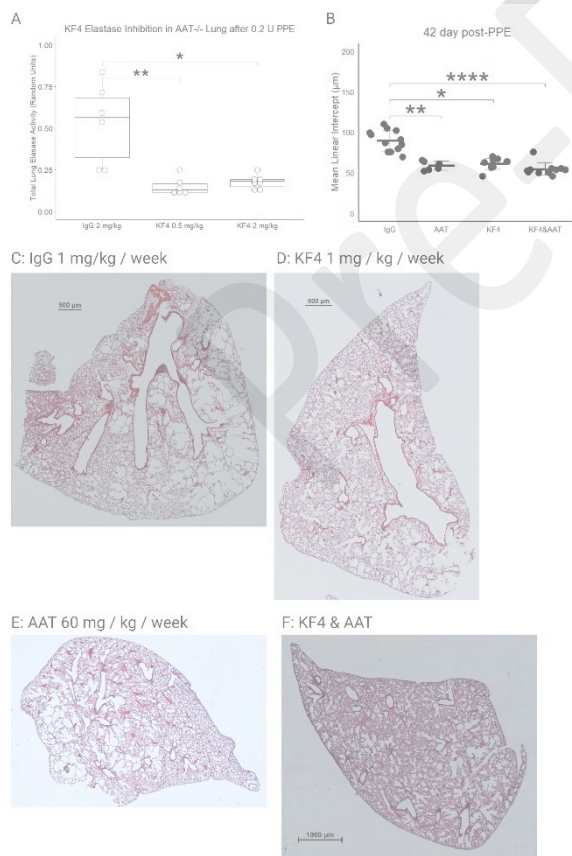 A
KF4 Elastase Inhibition in AAT-/- Lung after 0.2 U PPE
Total Lung Elasase Activity (Random Units)
1.00
0.75
0.50
0.25
0.00
*
**
IgG 2 mg/kg
KF4 0.5 mg/kg
KF4 2 mg/kg
B
42 day post-PPE
Mean Linear Intercept (µm)
200
150
100
50
0
****
*
**
IgG
AAT
KF4
KF4&AAT
C: IgG 1 mg/kg / week
500 µm
D: KF4 1 mg / kg / week
500 µm
E: AAT 60 mg / kg / week
F: KF4 & AAT
1000 µm
Pre-